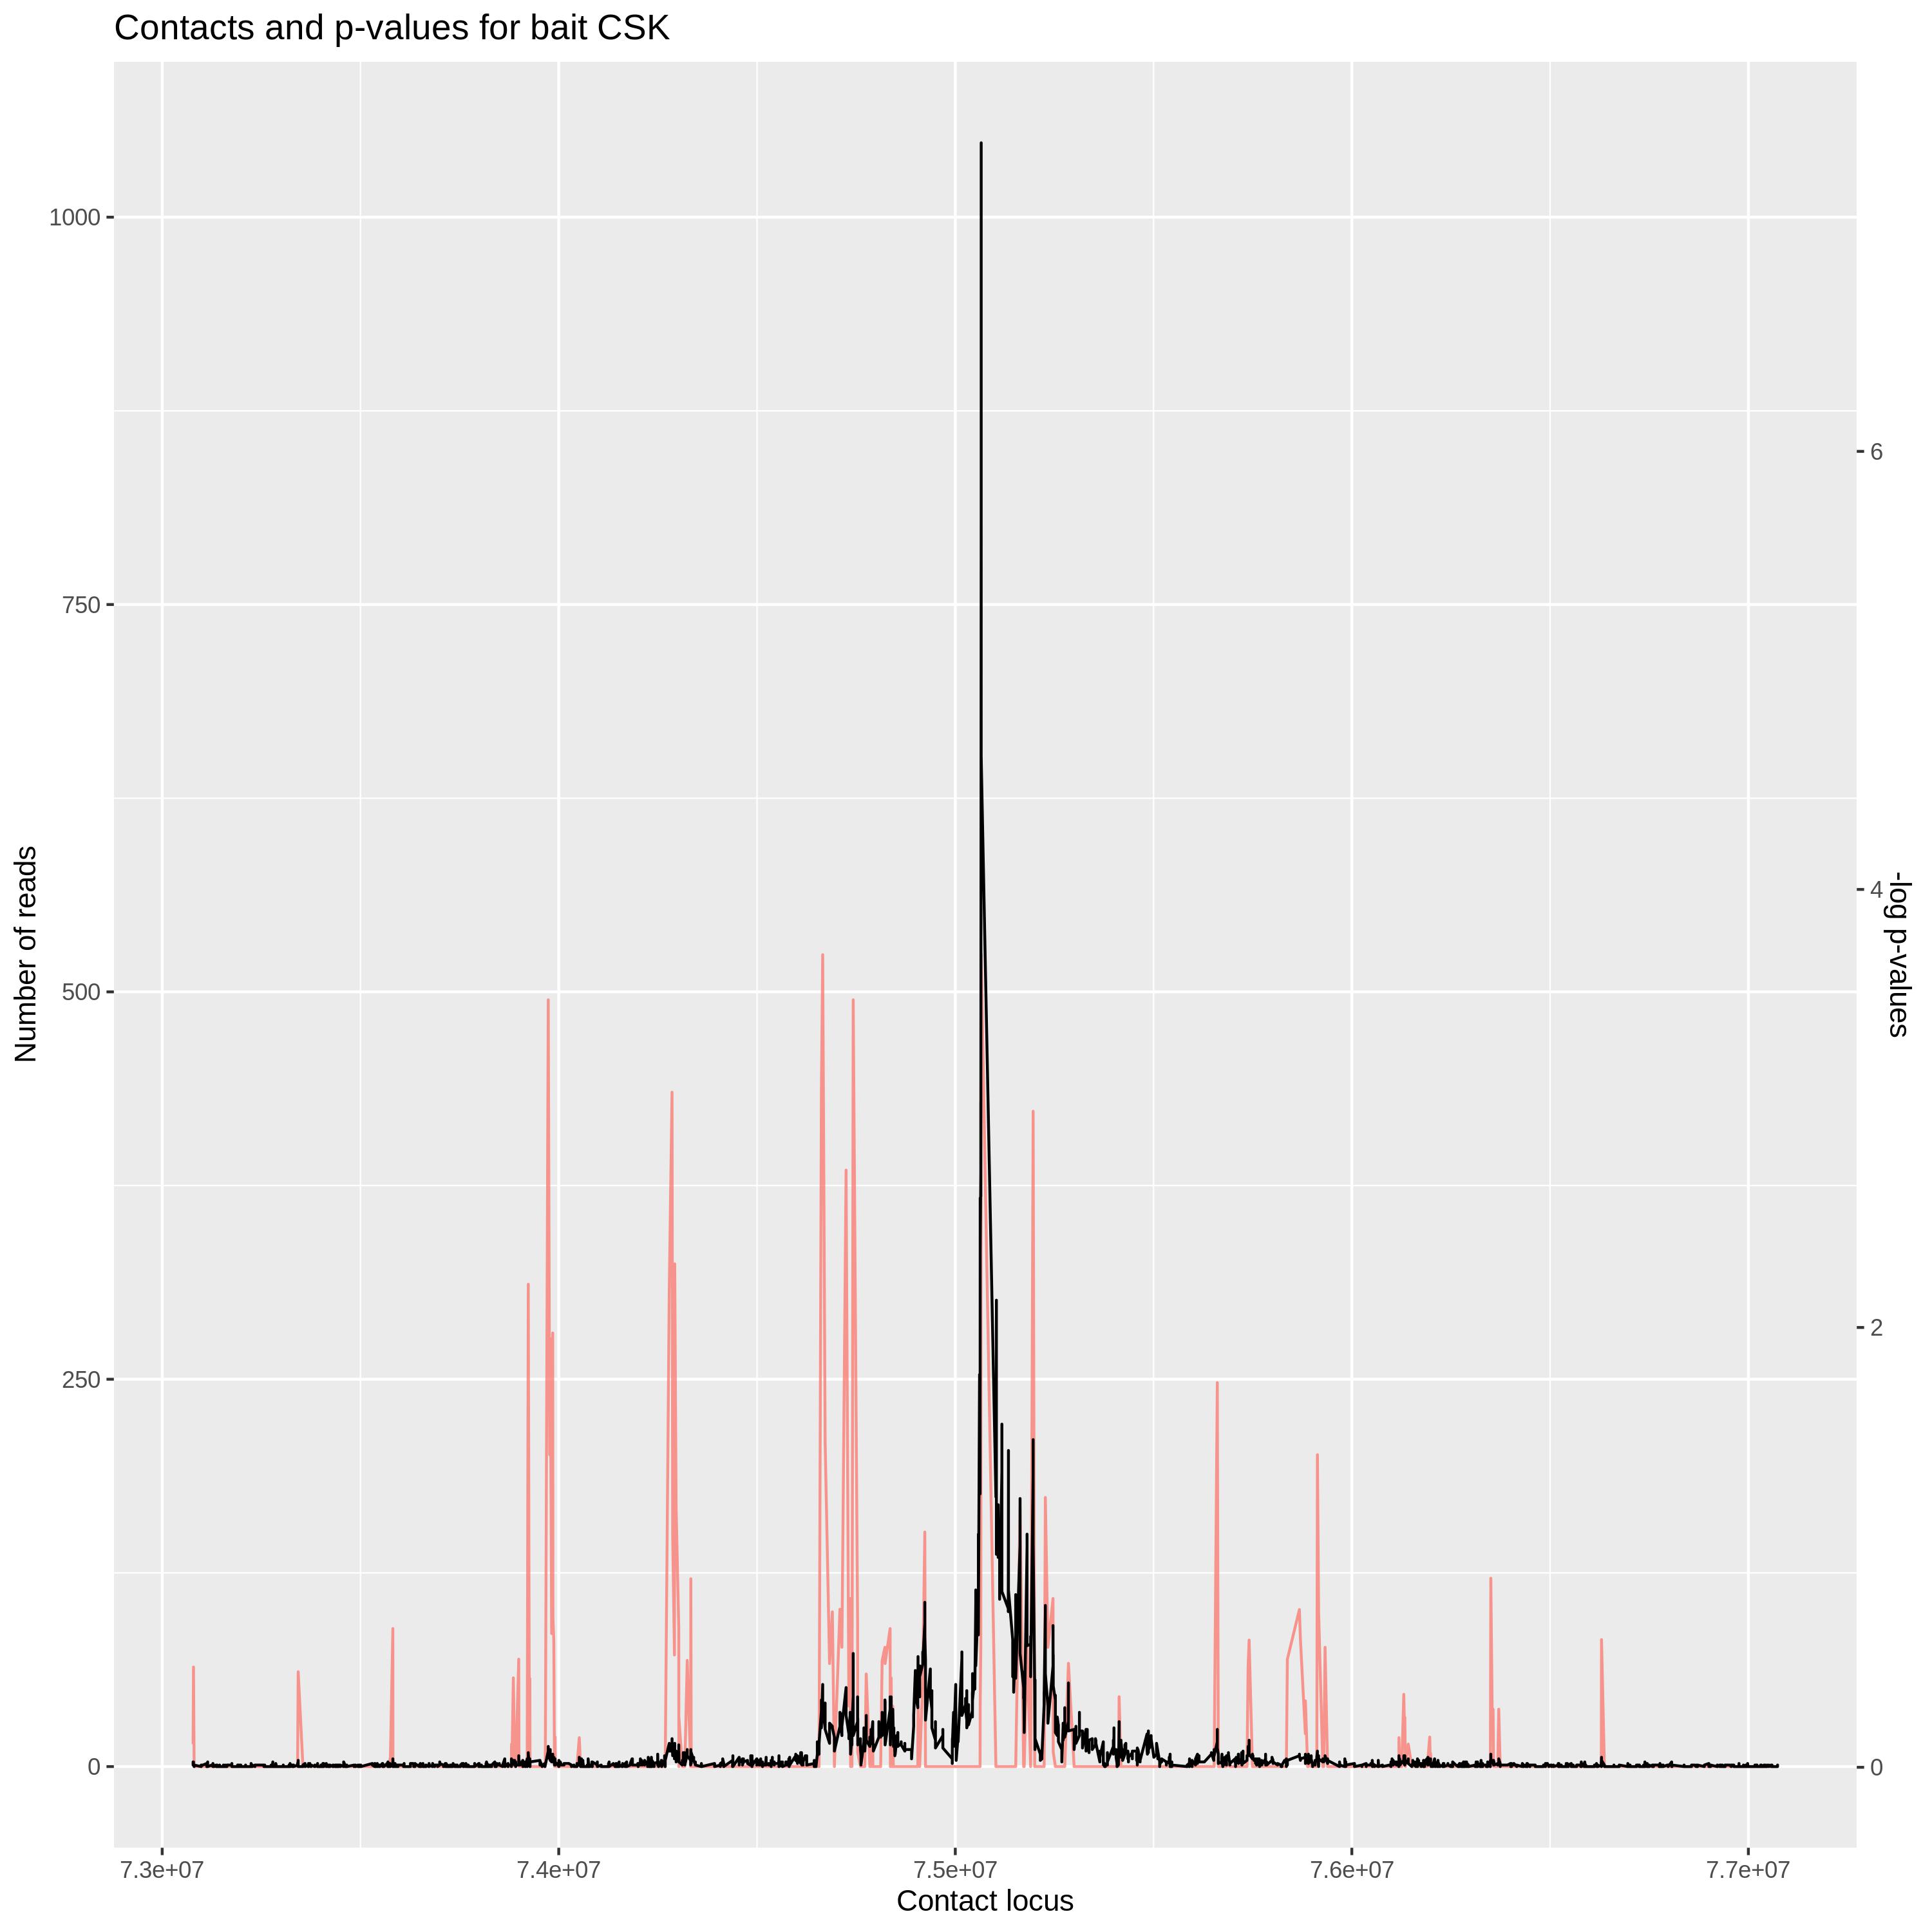 Contacts and p-values for bait CSK
Number of reads
1000
750
500
250
0
6
4
2
0
-log p-values
7.3e+07
7.4e+07
7.5e+07
7.6e+07
7.7e+07
Contact locus